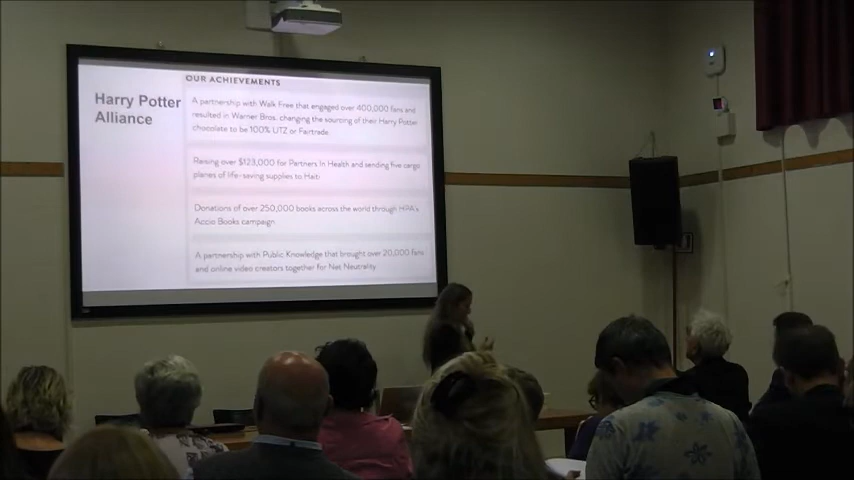 OUR ACHIEVEMENTS
Harry Potter
Alliance
A partnership with Walk Free that engaged over 400,000 fans and
resulted in Warner Bros. changing the sourcing of their Harry Potter
chocolate to be 100% UTZ or Fairtrade.
Raising over $123,000 for Partners In Health and sending five cargo
planes of life-saving supplies to Haiti
Donations of over 250,000 books across the world through HPA's
Accio Books campaign
A partnership with Public Knowledge that brought over 20,000 fans
and online video creators together for Net Neutrality